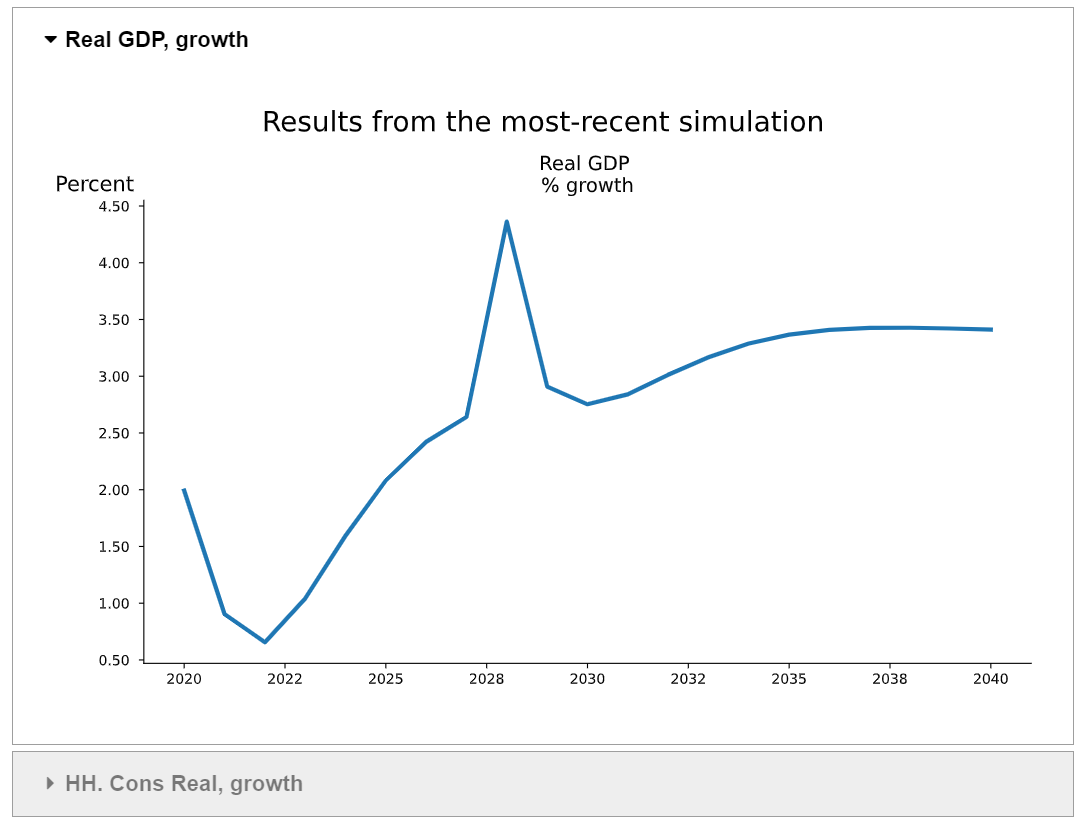 Real GDP, growth
Results from the most-recent simulation
Real GDP
% growth
Percent
4.50
4.00
3.50
3.00
2.50
2.00
1.50
1.00
0.50
2020 2022 2025 2028 2030 2032 2035 2038 2040
HH. Cons Real, growth